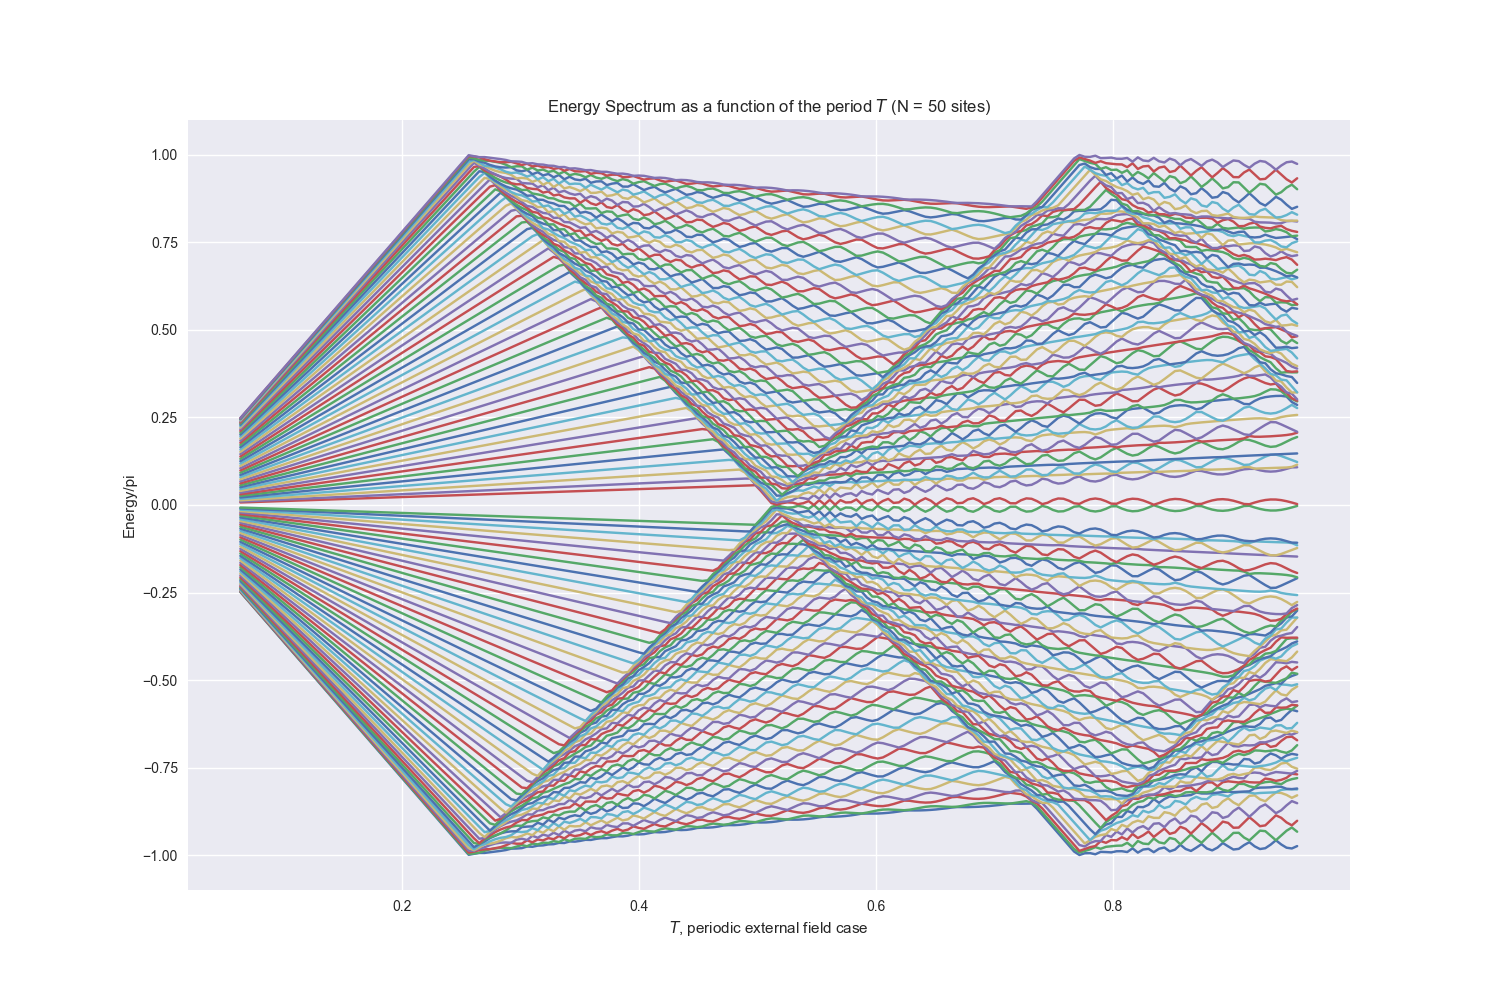 Energy Spectrum as a function of the period T (N = 50 sites)
1.00
0.75
0.50
0.25
0.00
−0.25
−0.50
−0.75
−1.00
Energy/pi
0.2 0.4 0.6 0.8
T, periodic external field case